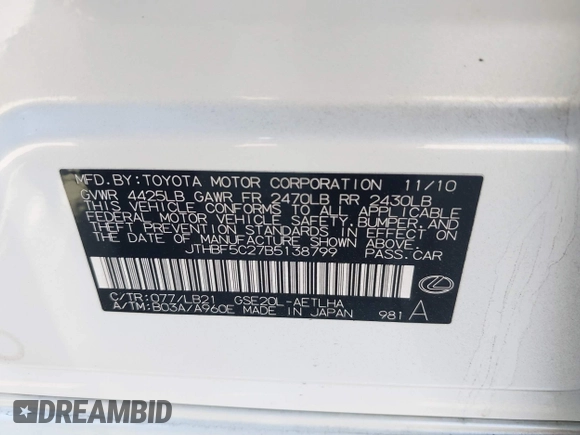 MFD.BY:TOYOTA MOTOR CORPORATION 11/10
GVWR 4425LB GAWR FR 2470LB RR 2430LB
THIS VEHICLE CONFORMS TO ALL APPLICABLE
FEDERAL MOTOR VEHICLE SAFETY,BUMPER,AND
THEFT PREVENTION STANDARDS IN EFFECT ON
THE DATE OF MANUFACTURE SHOWN ABOVE.
JTHBF5C27B5138799 PASS.CAR
C/TR:077/LB21 GSE20L-AETLHA
A/TM:B03A/A960E MADE IN JAPAN 981 A
DREAMBID